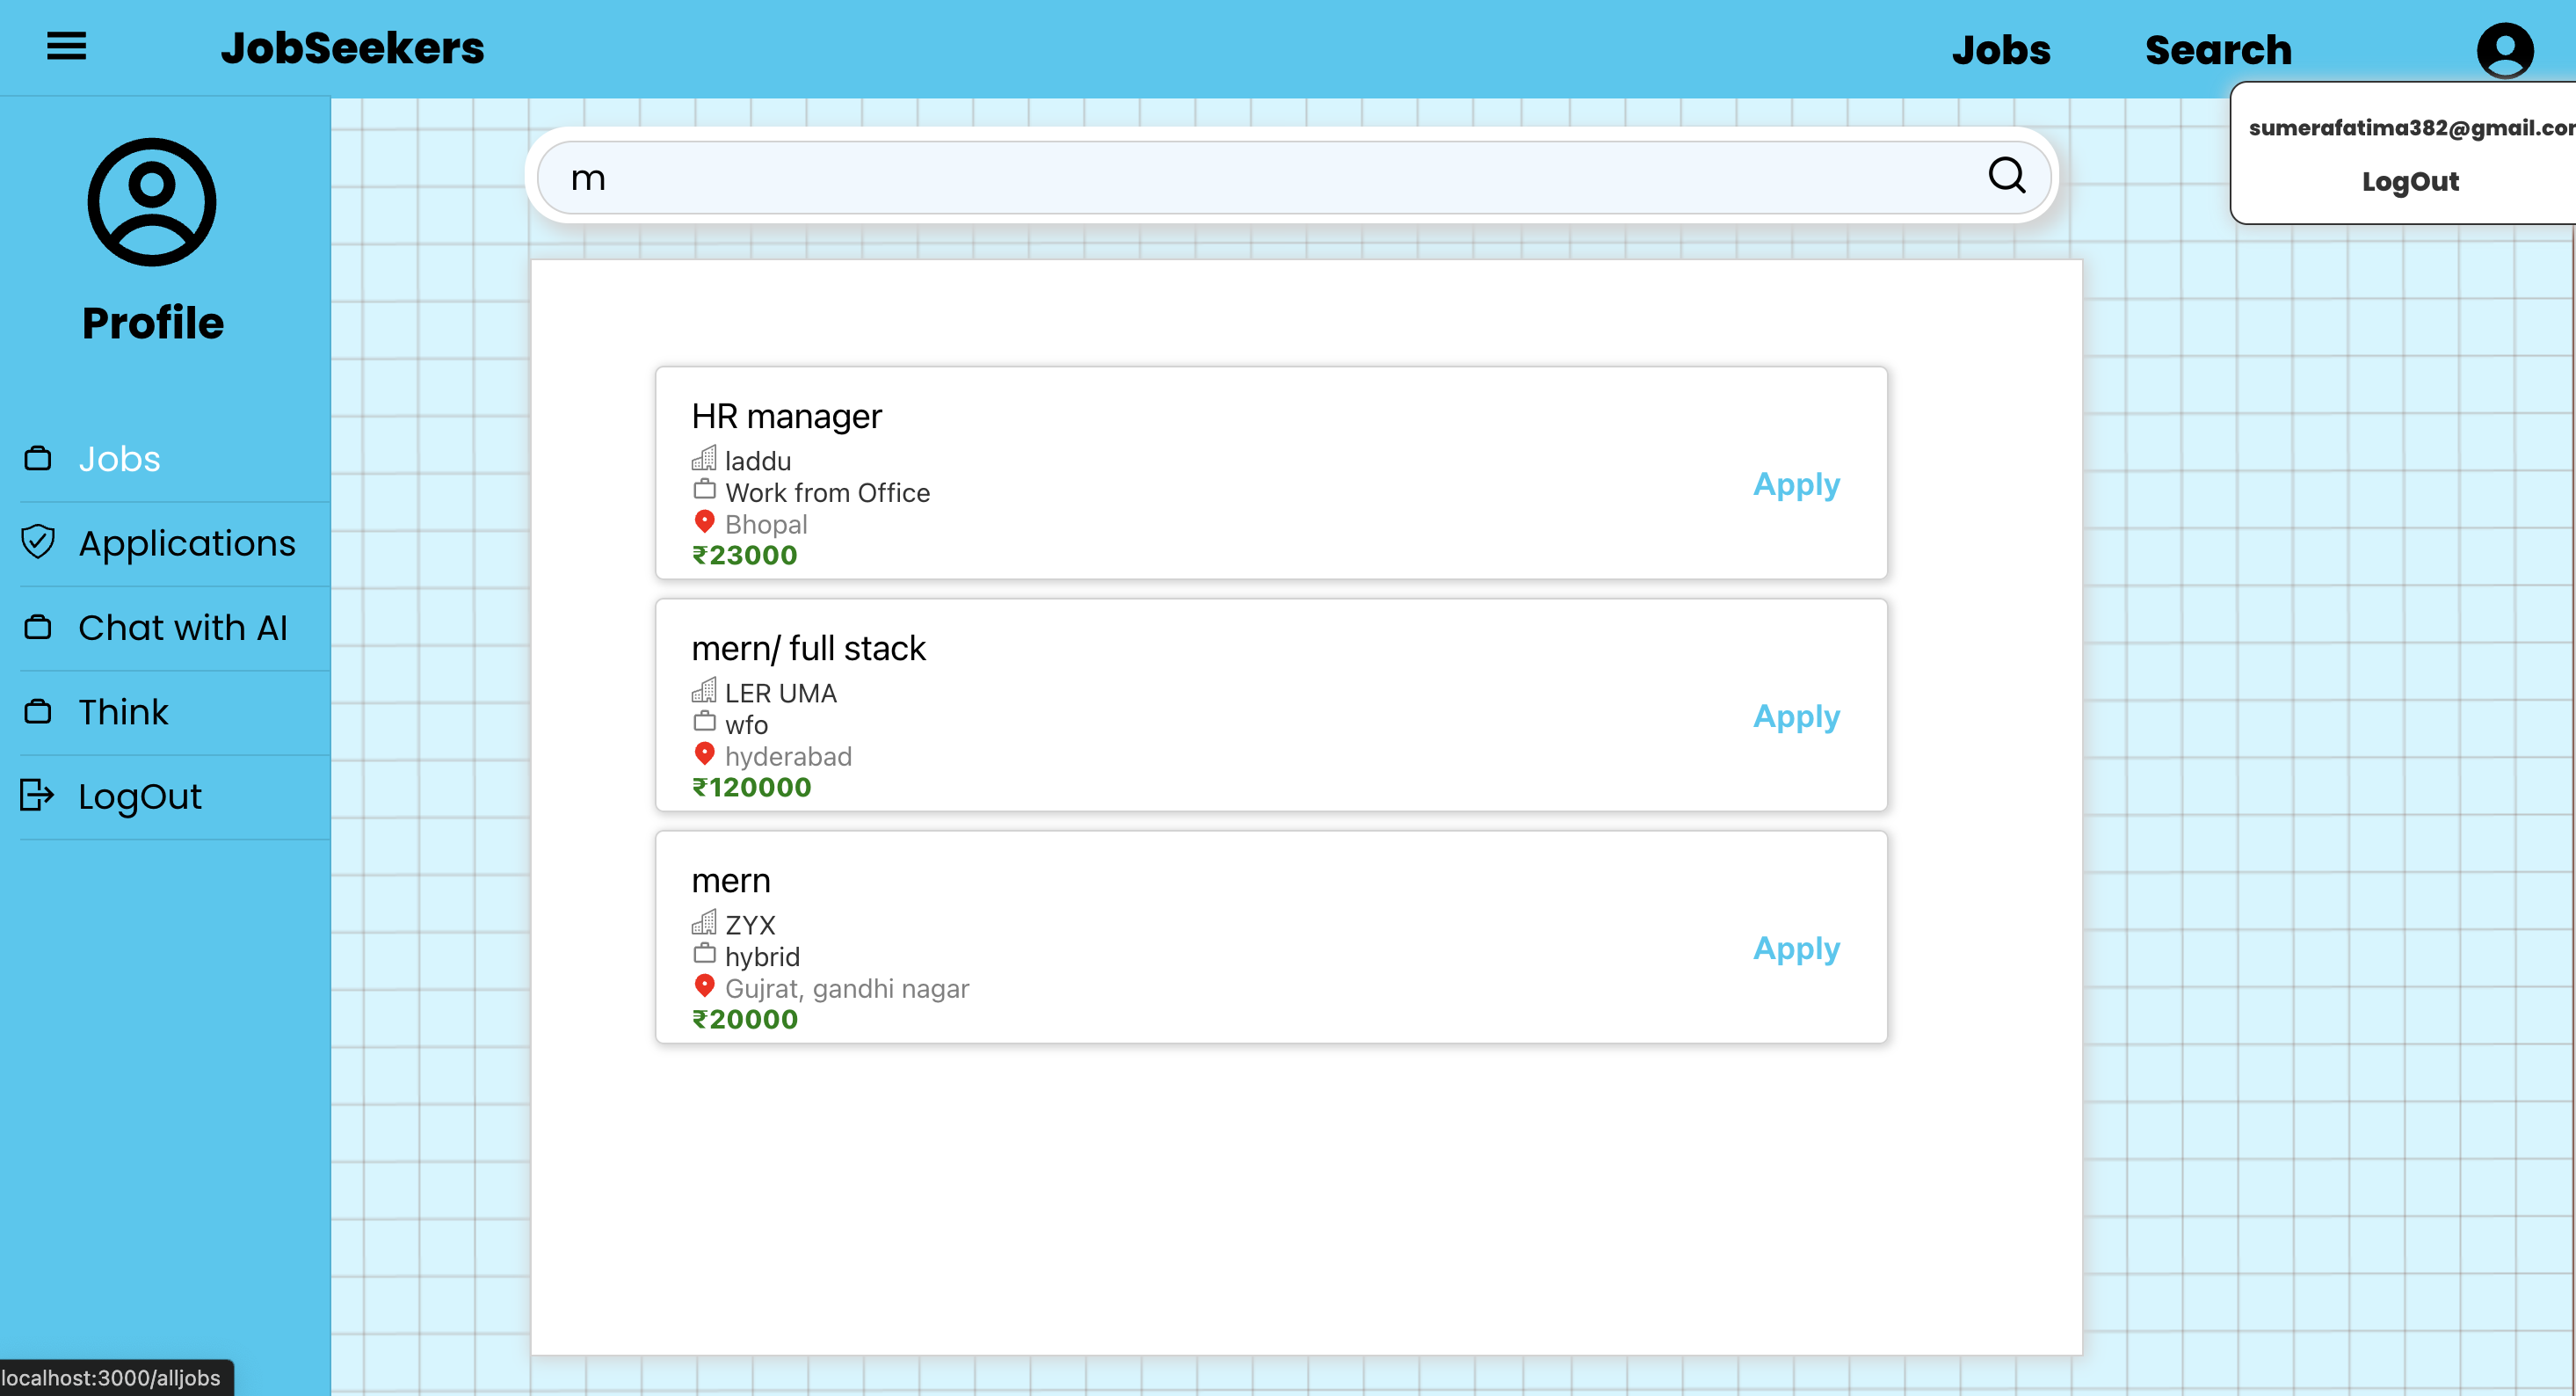 JobSeekers
Jobs
Search
sumerafatima382@gmail.com
LogOut
Profile
Jobs
Applications
Chat with AI
Think
LogOut
m
HR manager
laddu
Work from Office
Bhopal
₹23000
Apply
mern/ full stack
LER UMA
wfo
hyderabad
₹120000
Apply
mern
ZYX
hybrid
Gujrat, gandhi nagar
₹20000
Apply
localhost:3000/alljobs